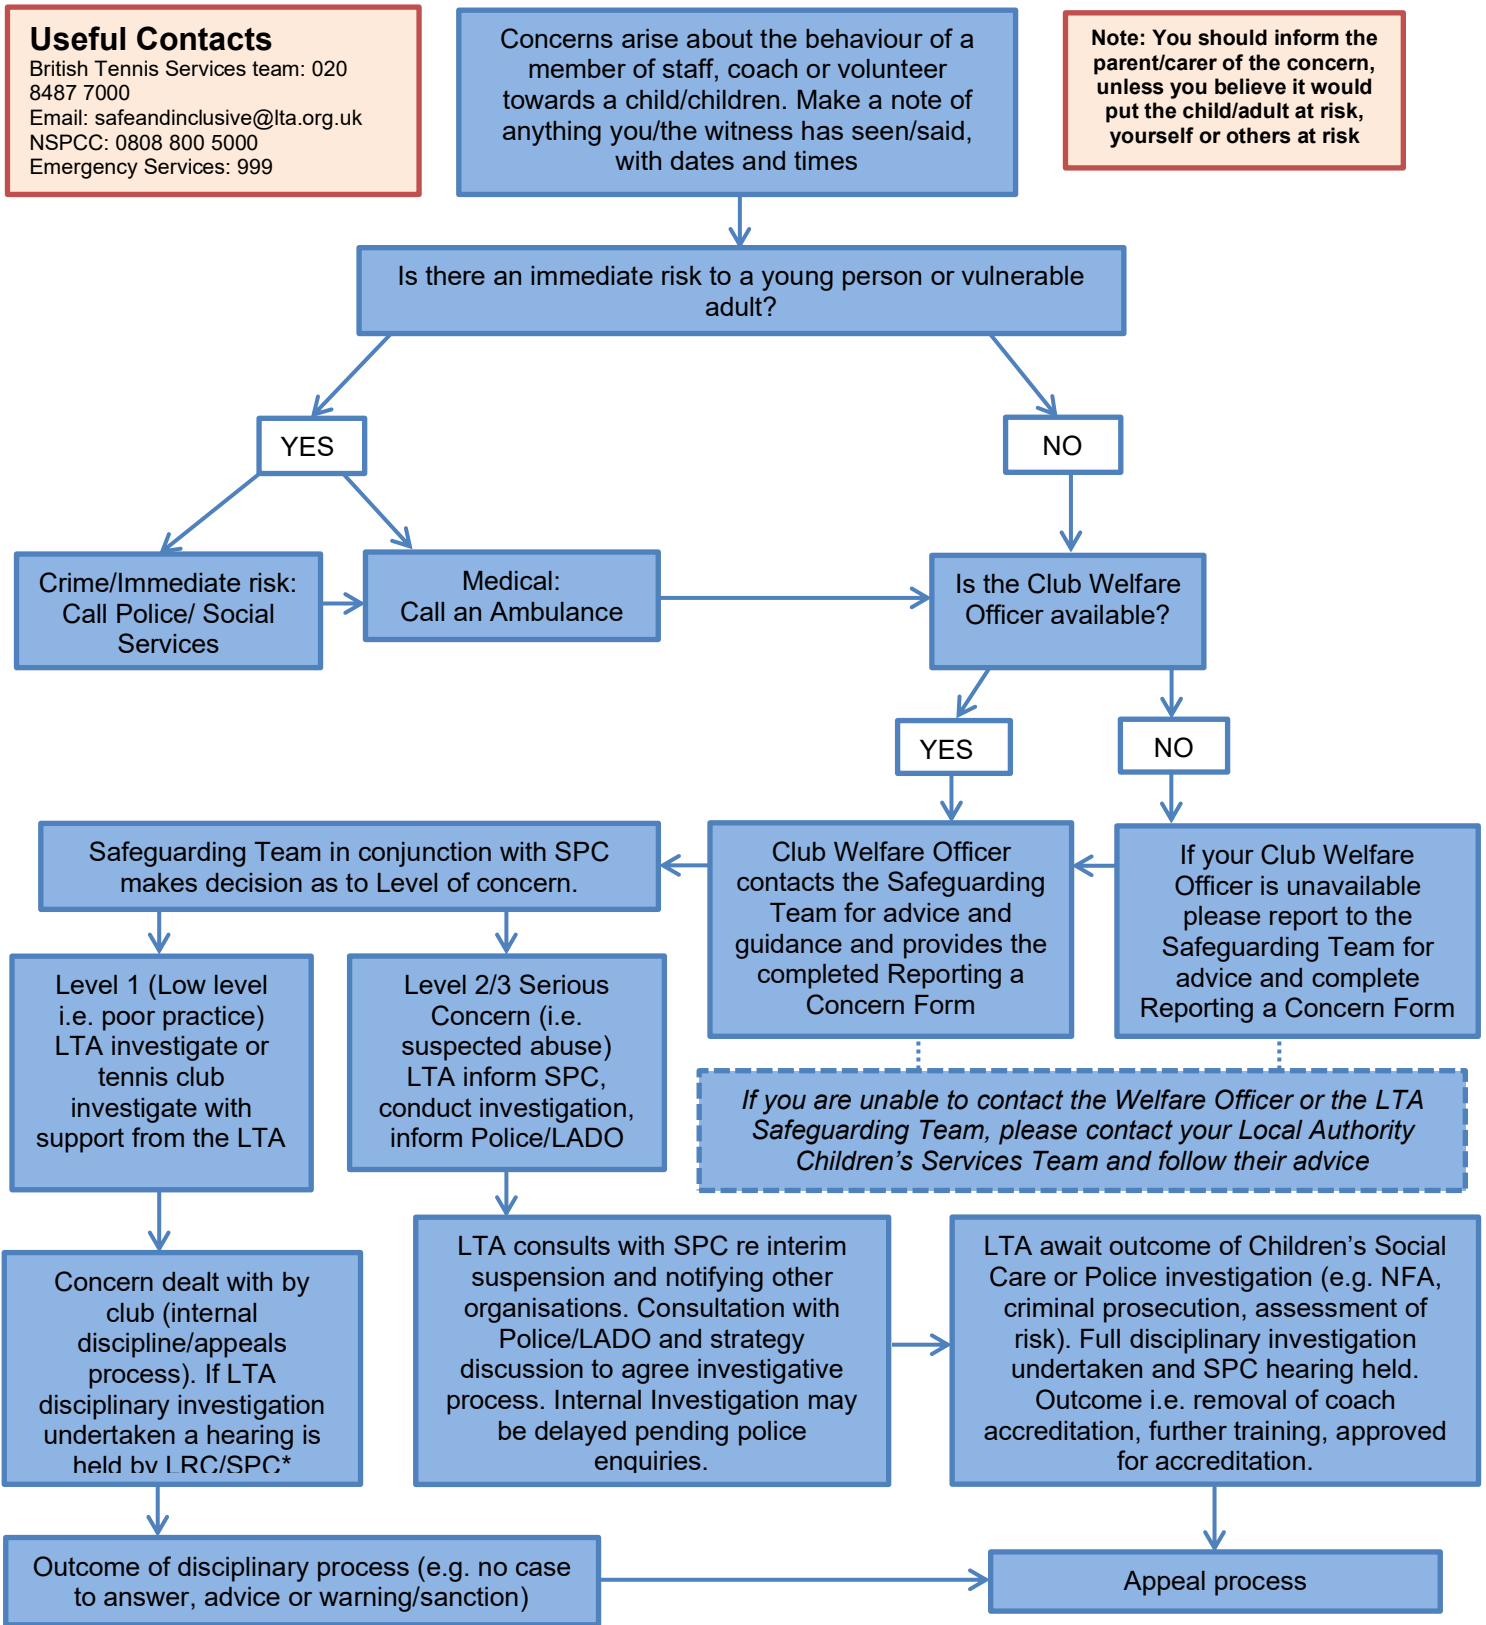 Useful Contacts
British Tennis Services team: 020
8487 7000
Email: safeandinclusive@lta.org.uk
NSPCC: 0808 800 5000
Emergency Services: 999
Concerns arise about the behaviour of a
member of staff, coach or volunteer
towards a child/children. Make a note of
anything you/the witness has seen/said,
with dates and times
Note: You should inform the
parent/carer of the concern,
unless you believe it would
put the child/adult at risk,
yourself or others at risk
Is there an immediate risk to a young person or vulnerable
adult?
YES
NO
Crime/Immediate risk:
Call Police/ Social
Services
Medical:
Call an Ambulance
Is the Club Welfare
Officer available?
YES
NO
Safeguarding Team in conjunction with SPC
makes decision as to Level of concern.
Club Welfare Officer
contacts the Safeguarding
Team for advice and
guidance and provides the
completed Reporting a
Concern Form
If your Club Welfare
Officer is unavailable
please report to the
Safeguarding Team for
advice and complete
Reporting a Concern Form
Level 1 (Low level
i.e. poor practice)
LTA investigate or
tennis club
investigate with
support from the LTA
Level 2/3 Serious
Concern (i.e.
suspected abuse)
LTA inform SPC,
conduct investigation,
inform Police/LADO
If you are unable to contact the Welfare Officer or the LTA
Safeguarding Team, please contact your Local Authority
Children’s Services Team and follow their advice
Concern dealt with by
club (internal
discipline/appeals
process). If LTA
disciplinary investigation
undertaken a hearing is
held by LRC/SPC*
LTA consults with SPC re interim
suspension and notifying other
organisations. Consultation with
Police/LADO and strategy
discussion to agree investigative
process. Internal Investigation may
be delayed pending police
enquiries.
LTA await outcome of Children’s Social
Care or Police investigation (e.g. NFA,
criminal prosecution, assessment of
risk). Full disciplinary investigation
undertaken and SPC hearing held.
Outcome i.e. removal of coach
accreditation, further training, approved
for accreditation.
Outcome of disciplinary process (e.g. no case
to answer, advice or warning/sanction)
Appeal process